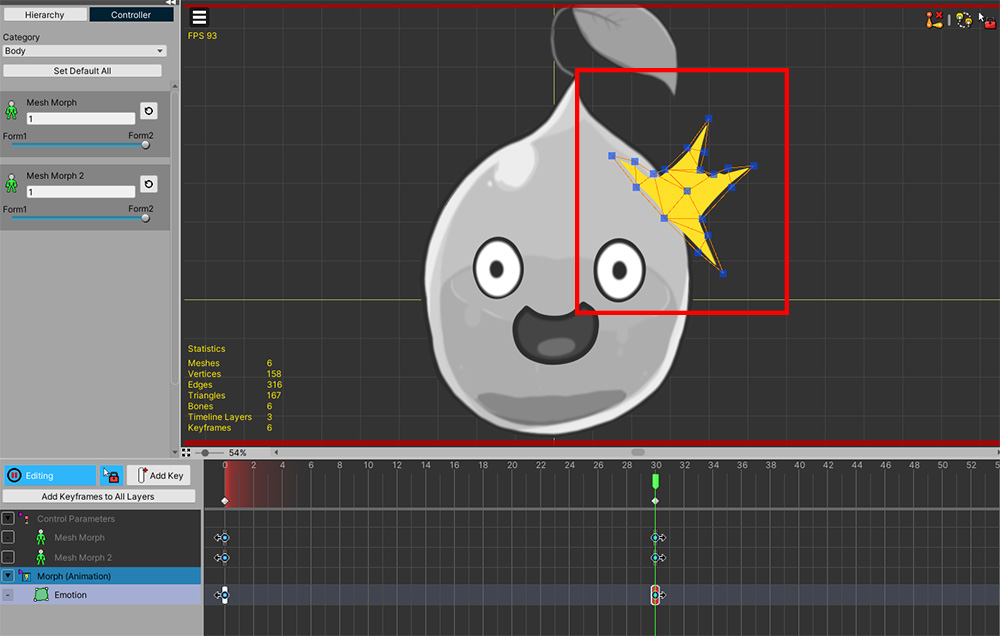 Hierarchy
Controller
Category
Body
Set Default All
Mesh Morph
1
Form1
Form2
Mesh Morph 2
1
Form1
Form2
FPS 93
Statistics
Meshes 6
Vertices 158
Edges 316
Triangles 167
Bones 6
Timeline Layers 3
Keyframes 6
54%
Editing
Add Key
Add Keyframes to All Layers
0 2 4 6 8 10 12 14 16 18 20 22 24 26 28 30 32 34 36 38 40 42 44 46 48 50 52
Control Parameters
Mesh Morph
Mesh Morph 2
Morph (Animation)
Emotion